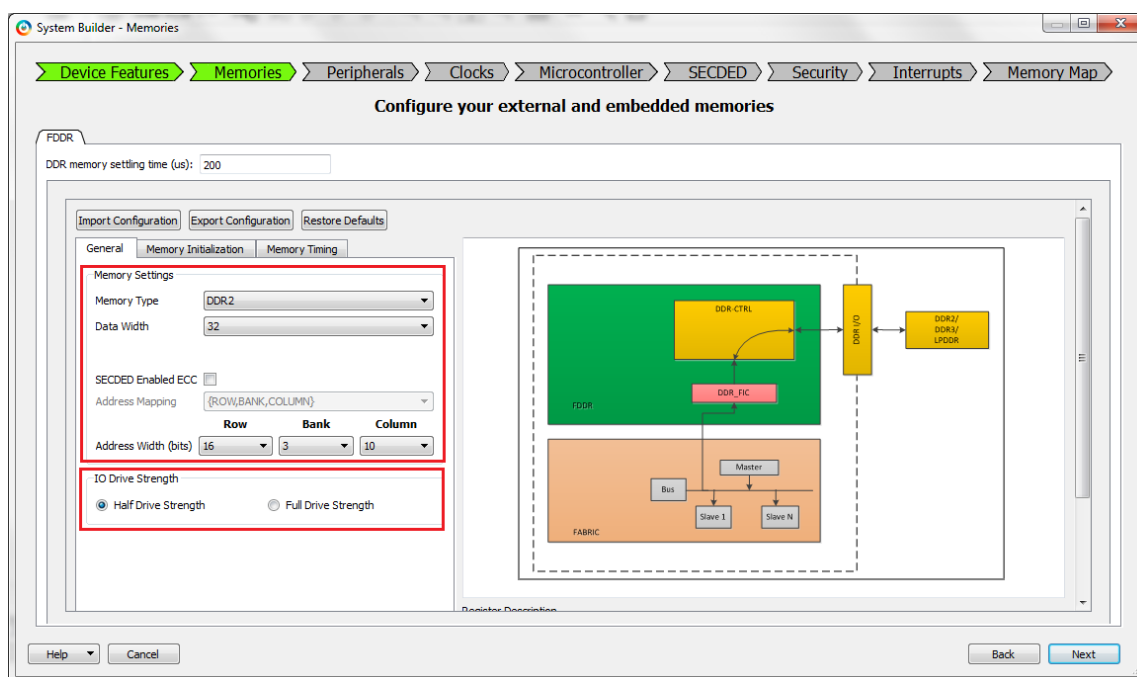 System Builder - Memories
Device Features Memories Peripherals Clocks Microcontroller SECDED Security Interrupts Memory Map
Configure your external and embedded memories
FDDR
DDR memory settling time (us): 200
Import Configuration Export Configuration Restore Defaults
General Memory Initialization Memory Timing
Memory Settings
Memory Type DDR2
Data Width 32
SECDED Enabled ECC
Address Mapping {ROW,BANK,COLUMN}
Row Bank Column
Address Width (bits) 16 3 10
IO Drive Strength
Half Drive Strength Full Drive Strength
DDR-CTRL
DDR I/O
DDR2/
DDR3/
LPDDR
DDR_FIC
FDDR
Master
Bus
Slave 1 Slave N
FABRIC
Register Description
Help Cancel Back Next